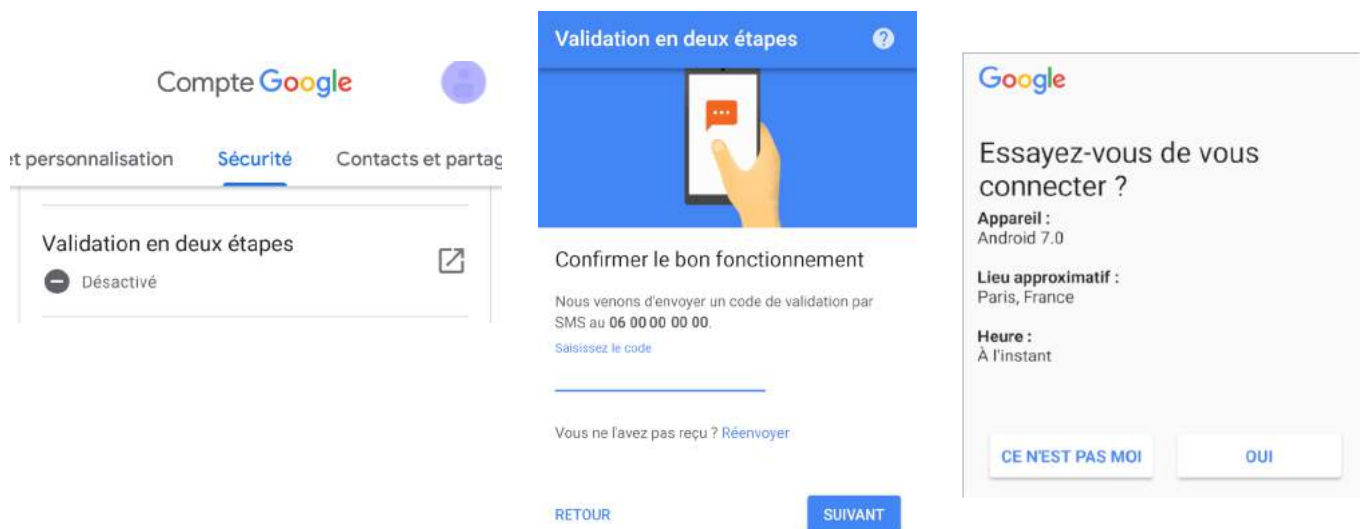 Compte Google
et personnalisation Sécurité Contacts et partag
Validation en deux étapes
Désactivé
Validation en deux étapes ?
Confirmer le bon fonctionnement
Nous venons d'envoyer un code de validation par
SMS au 06 00 00 00 00.
Saisissez le code
Vous ne l'avez pas reçu ? Réenvoyer
RETOUR SUIVANT
Google
Essayez-vous de vous
connecter ?
Appareil :
Android 7.0
Lieu approximatif :
Paris, France
Heure :
À l'instant
CE N'EST PAS MOI OUI